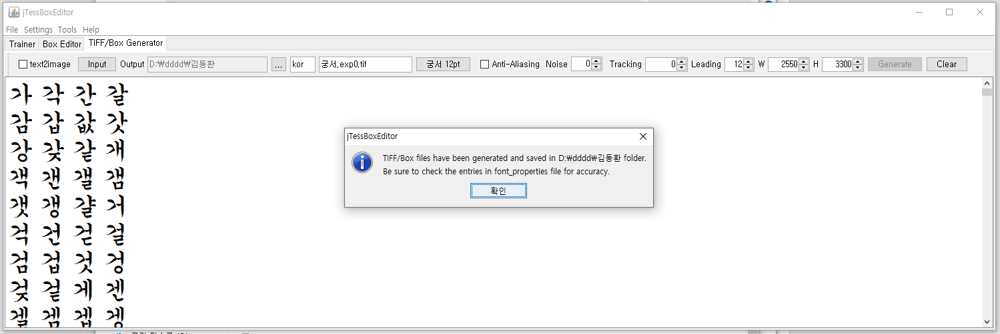 jTessBoxEditor
File Settings Tools Help
Trainer Box Editor TIFF/Box Generator
text2image Input Output D:\dddd\김동환 ... kor 궁서.exp0.tif 궁서 12pt Anti-Aliasing Noise 0 Tracking 0 Leading 12 W 2550 H 3300 Generate Clear
가 각 간 갈
감 갑 값 갓
강 갖 같 개
객 갠 갤 갬
갯 갱 걀 거
걱 건 걷 걸
검 겁 것 겅
겆 겉 게 겐
겔 겜 겝 겡
jTessBoxEditor
TIFF/Box files have been generated and saved in D:\dddd\김동환 folder.
Be sure to check the entries in font_properties file for accuracy.
확인